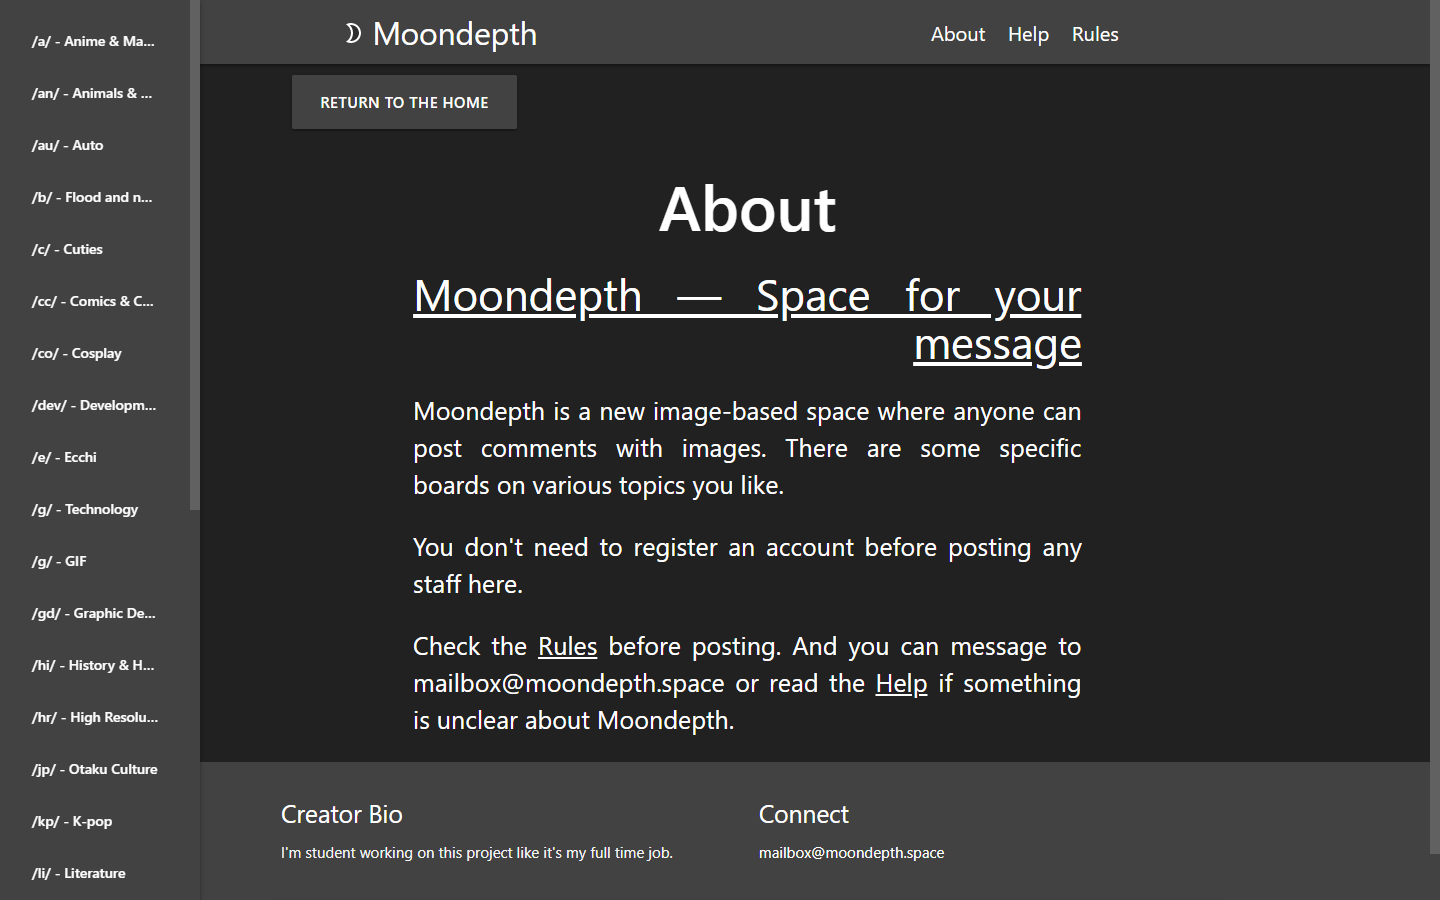 /a/ - Anime & Ma...
/an/ - Animals & ...
/au/ - Auto
/b/ - Flood and n...
/c/ - Cuties
/cc/ - Comics & C...
/co/ - Cosplay
/dev/ - Developm...
/e/ - Ecchi
/g/ - Technology
/g/ - GIF
/gd/ - Graphic De...
/hi/ - History & H...
/hr/ - High Resolu...
/jp/ - Otaku Culture
/kp/ - K-pop
/li/ - Literature
Moondepth
About Help Rules
RETURN TO THE HOME
About
Moondepth — Space for your
message
Moondepth is a new image-based space where anyone can
post comments with images. There are some specific
boards on various topics you like.
You don't need to register an account before posting any
staff here.
Check the Rules before posting. And you can message to
mailbox@moondepth.space or read the Help if something
is unclear about Moondepth.
Creator Bio
I'm student working on this project like it's my full time job.
Connect
mailbox@moondepth.space